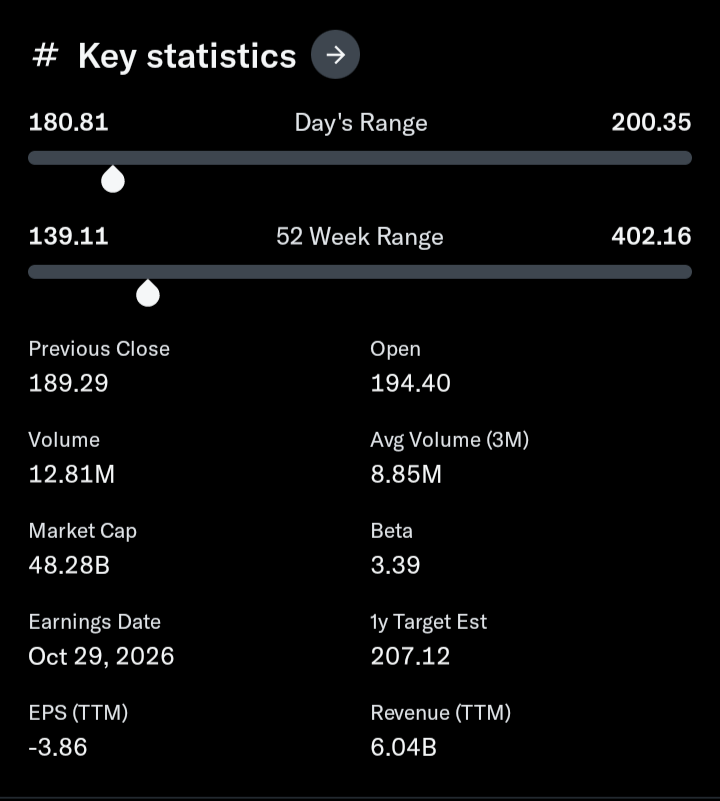 # Key statistics
180.81 Day's Range 200.35
139.11 52 Week Range 402.16
Previous Close Open
189.29 194.40
Volume Avg Volume (3M)
12.81M 8.85M
Market Cap Beta
48.28B 3.39
Earnings Date 1y Target Est
Oct 29, 2026 207.12
EPS (TTM) Revenue (TTM)
-3.86 6.04B